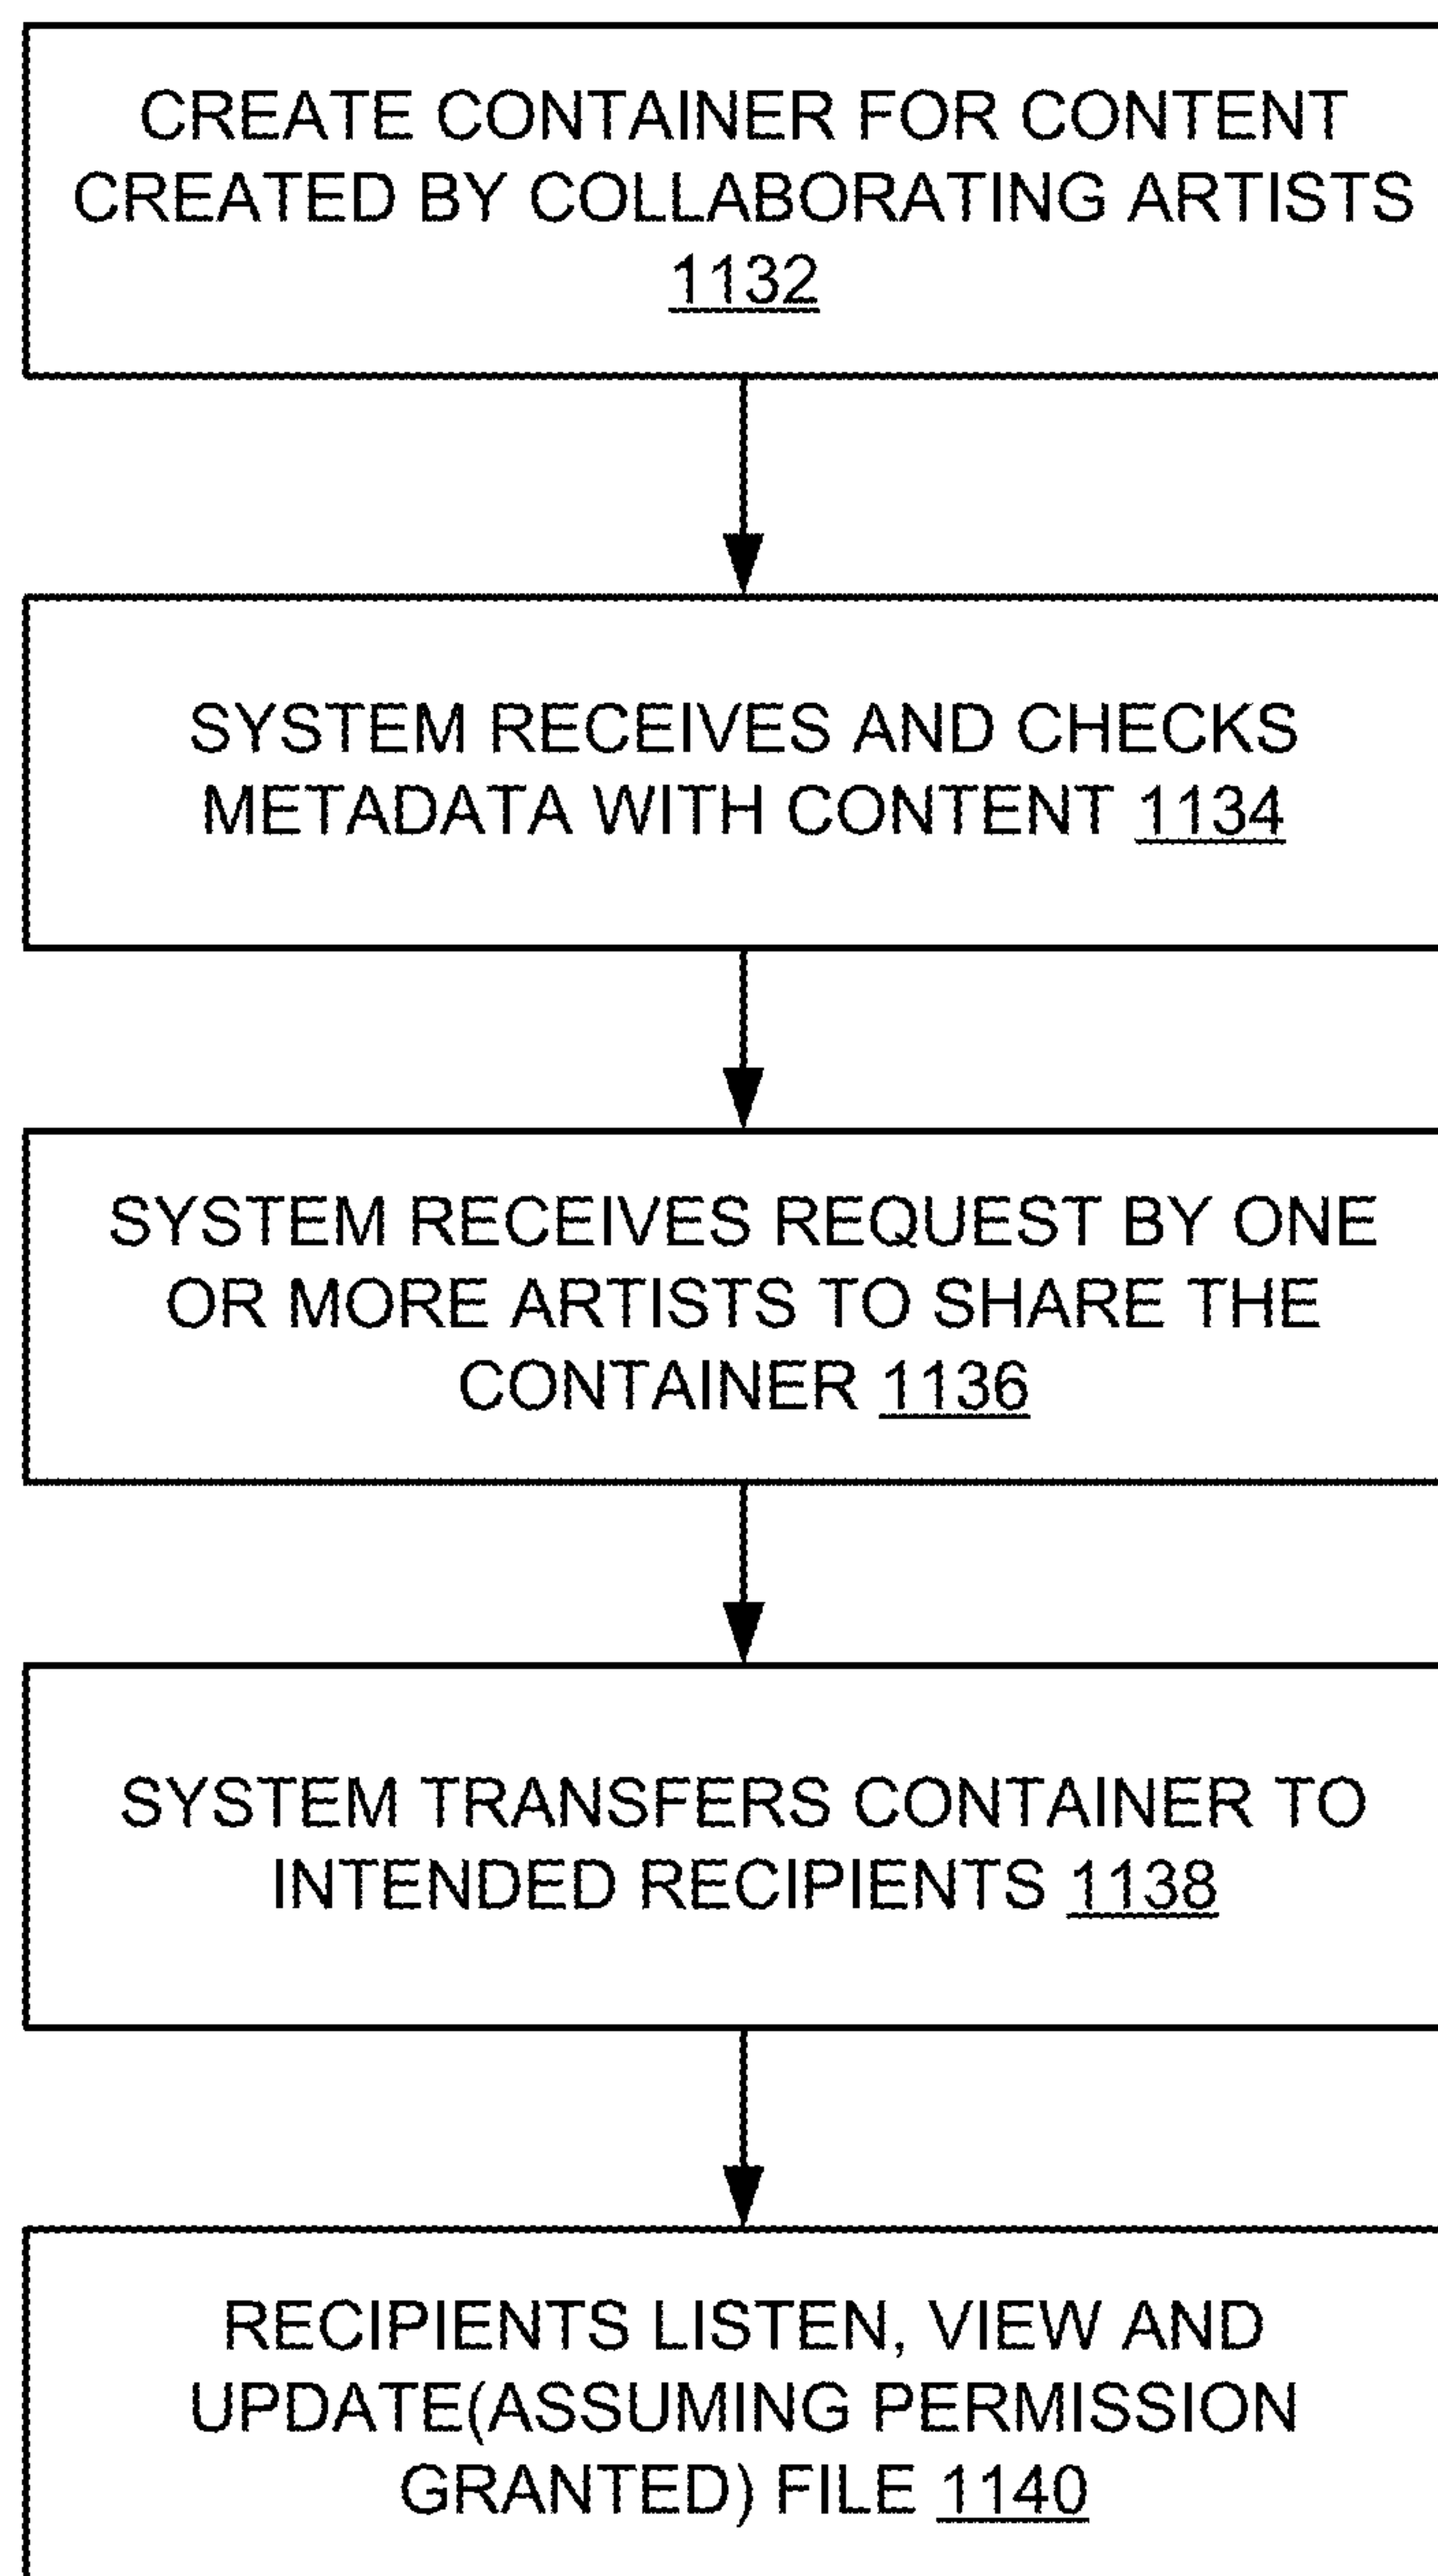 CREATE CONTAINER FOR CONTENT
CREATED BY COLLABORATING ARTISTS
1132
SYSTEM RECEIVES AND CHECKS
METADATA WITH CONTENT 1134
SYSTEM RECEIVES REQUEST BY ONE
OR MORE ARTISTS TO SHARE THE
CONTAINER 1136
SYSTEM TRANSFERS CONTAINER TO
INTENDED RECIPIENTS 1138
RECIPIENTS LISTEN, VIEW AND
UPDATE(ASSUMING PERMISSION
GRANTED) FILE 1140